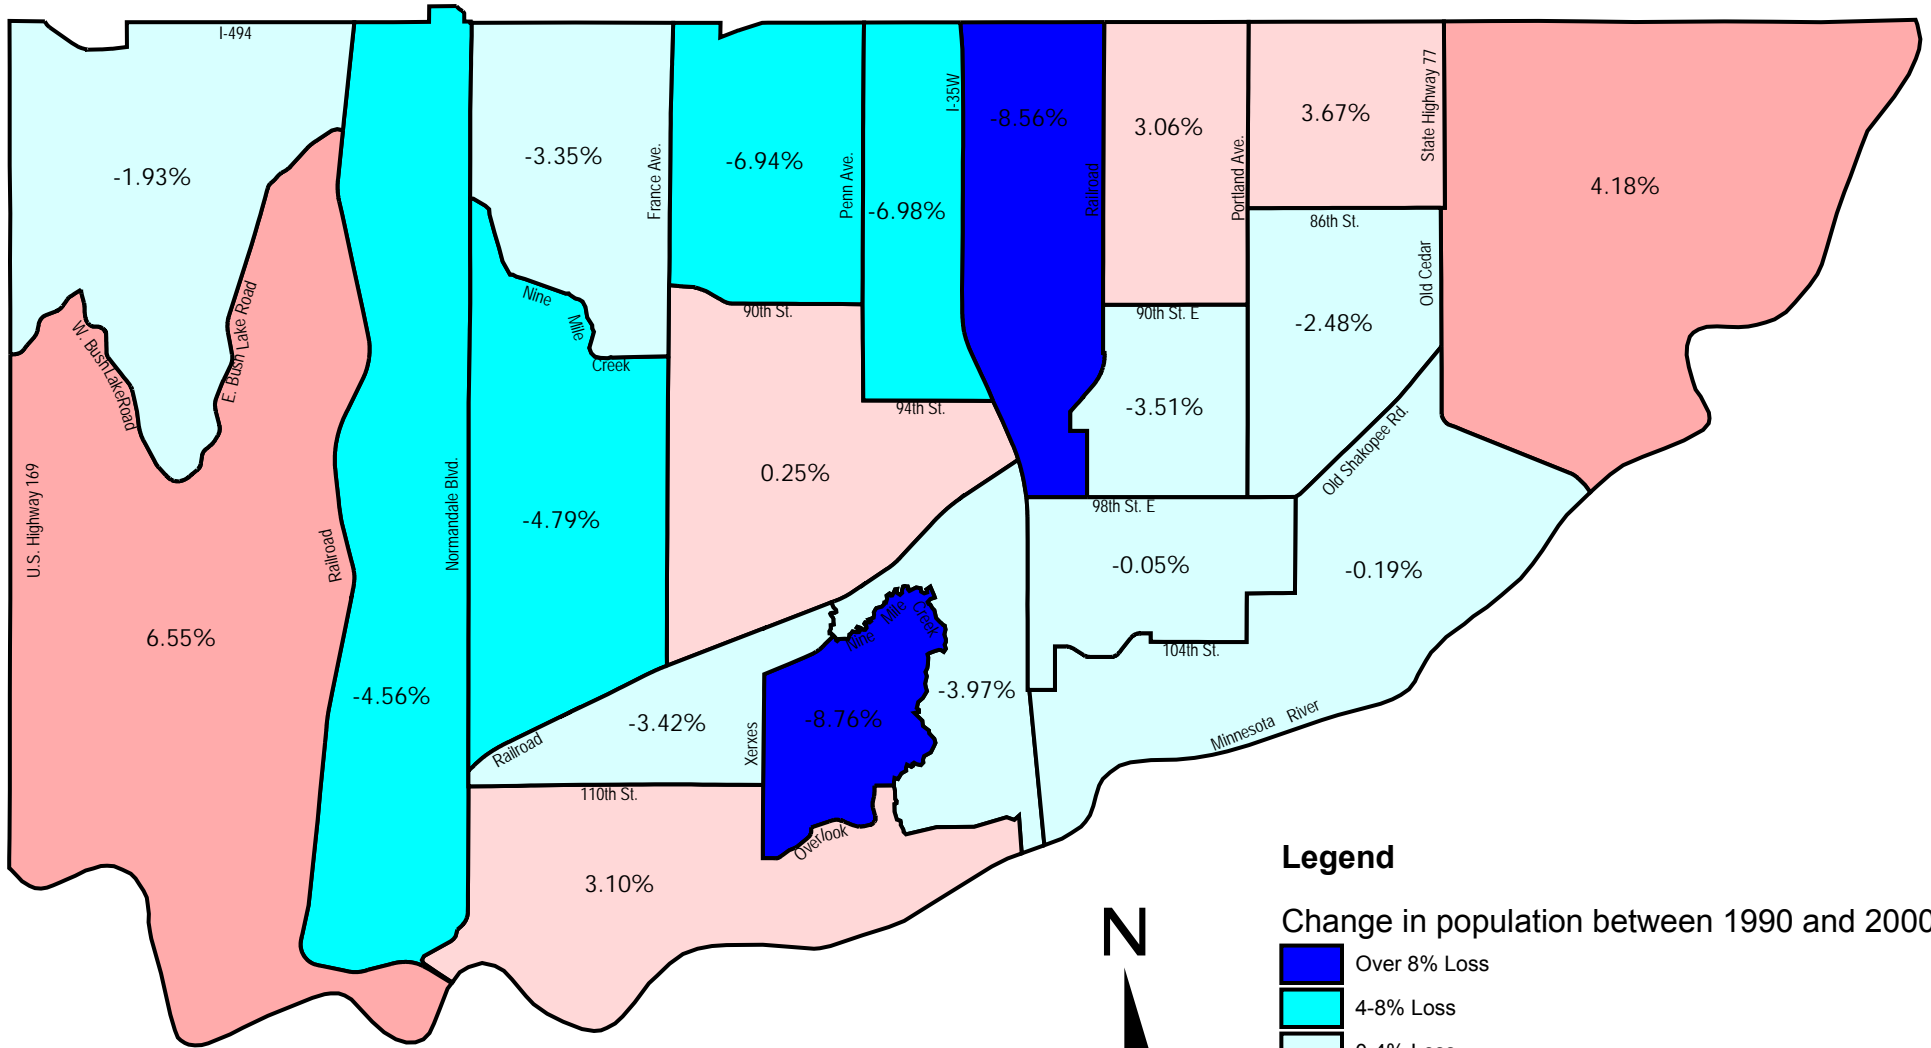 I-494
-1.93%
-3.35%
France Ave.
-6.94%
Penn Ave.
-6.98%
I-35W
-8.56%
Railroad
3.06%
Portland Ave.
3.67%
State Highway 77
4.18%
86th St.
Old Cedar
-2.48%
W. Bush Lake Road
E. Bush Lake Road
Nine Mile Creek
90th St.
90th St. E
-3.51%
94th St.
Old Shakopee Rd.
0.25%
U.S. Highway 169
Railroad
Normandale Blvd.
-4.79%
98th St. E
-0.05%
-0.19%
6.55%
-4.56%
Nine Mile Creek
104th St.
-3.97%
-3.42%
Railroad
Xerxes
-8.76%
Minnesota River
110th St.
Overlook
3.10%
N
Legend
Change in population between 1990 and 2000
Over 8% Loss
4-8% Loss